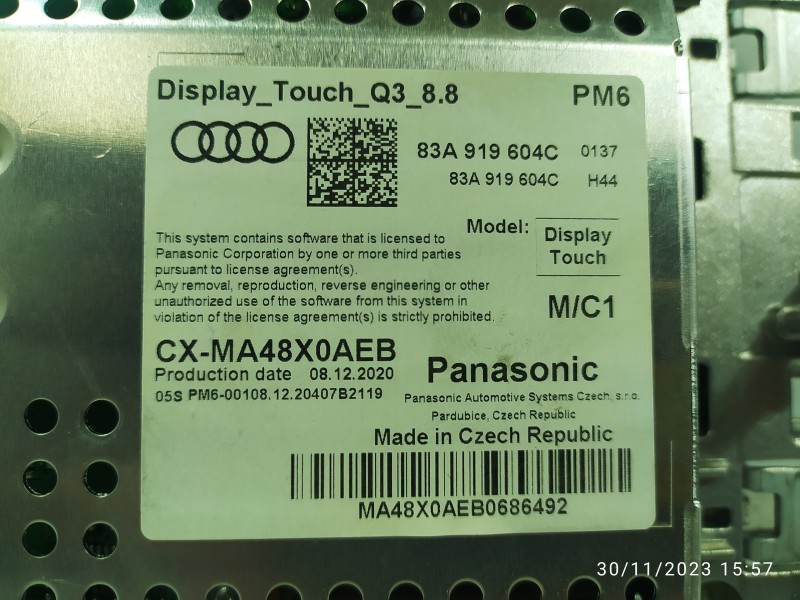 Display_Touch_Q3_8.8 PM6
83A 919 604C 0137
83A 919 604C H44
Model: Display Touch
This system contains software that is licensed to
Panasonic Corporation by one or more third parties
pursuant to license agreement(s).
Any removal, reproduction, reverse engineering or other
unauthorized use of the software from this system in
violation of the license agreement(s) is strictly prohibited.
M/C1
CX-MA48X0AEB
Production date 08.12.2020
05S PM6-00108.12.20407B2119
Panasonic
Panasonic Automotive Systems Czech, s.r.o.
Pardubice, Czech Republic
Made in Czech Republic
MA48X0AEB0686492
30/11/2023 15:57